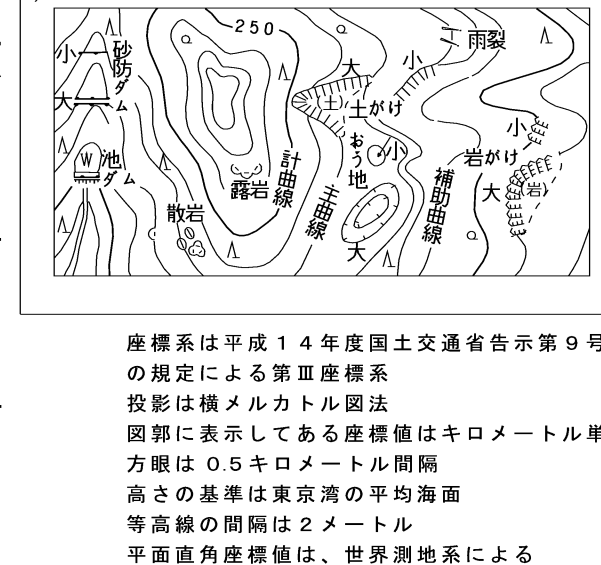 250
雨裂
小
砂防ダム
大
小
大
(土)
土がけ
小
池
ダム
W
おう地
小
岩がけ
大
(岩)
計曲線
主曲線
補助曲線
露岩
散岩
大
座標系は平成１４年度国土交通省告示第９号
の規定による第Ⅲ座標系
投影は横メルカトル図法
図郭に表示してある座標値はキロメートル単
方眼は 0.5キロメートル間隔
高さの基準は東京湾の平均海面
等高線の間隔は２メートル
平面直角座標値は、世界測地系による